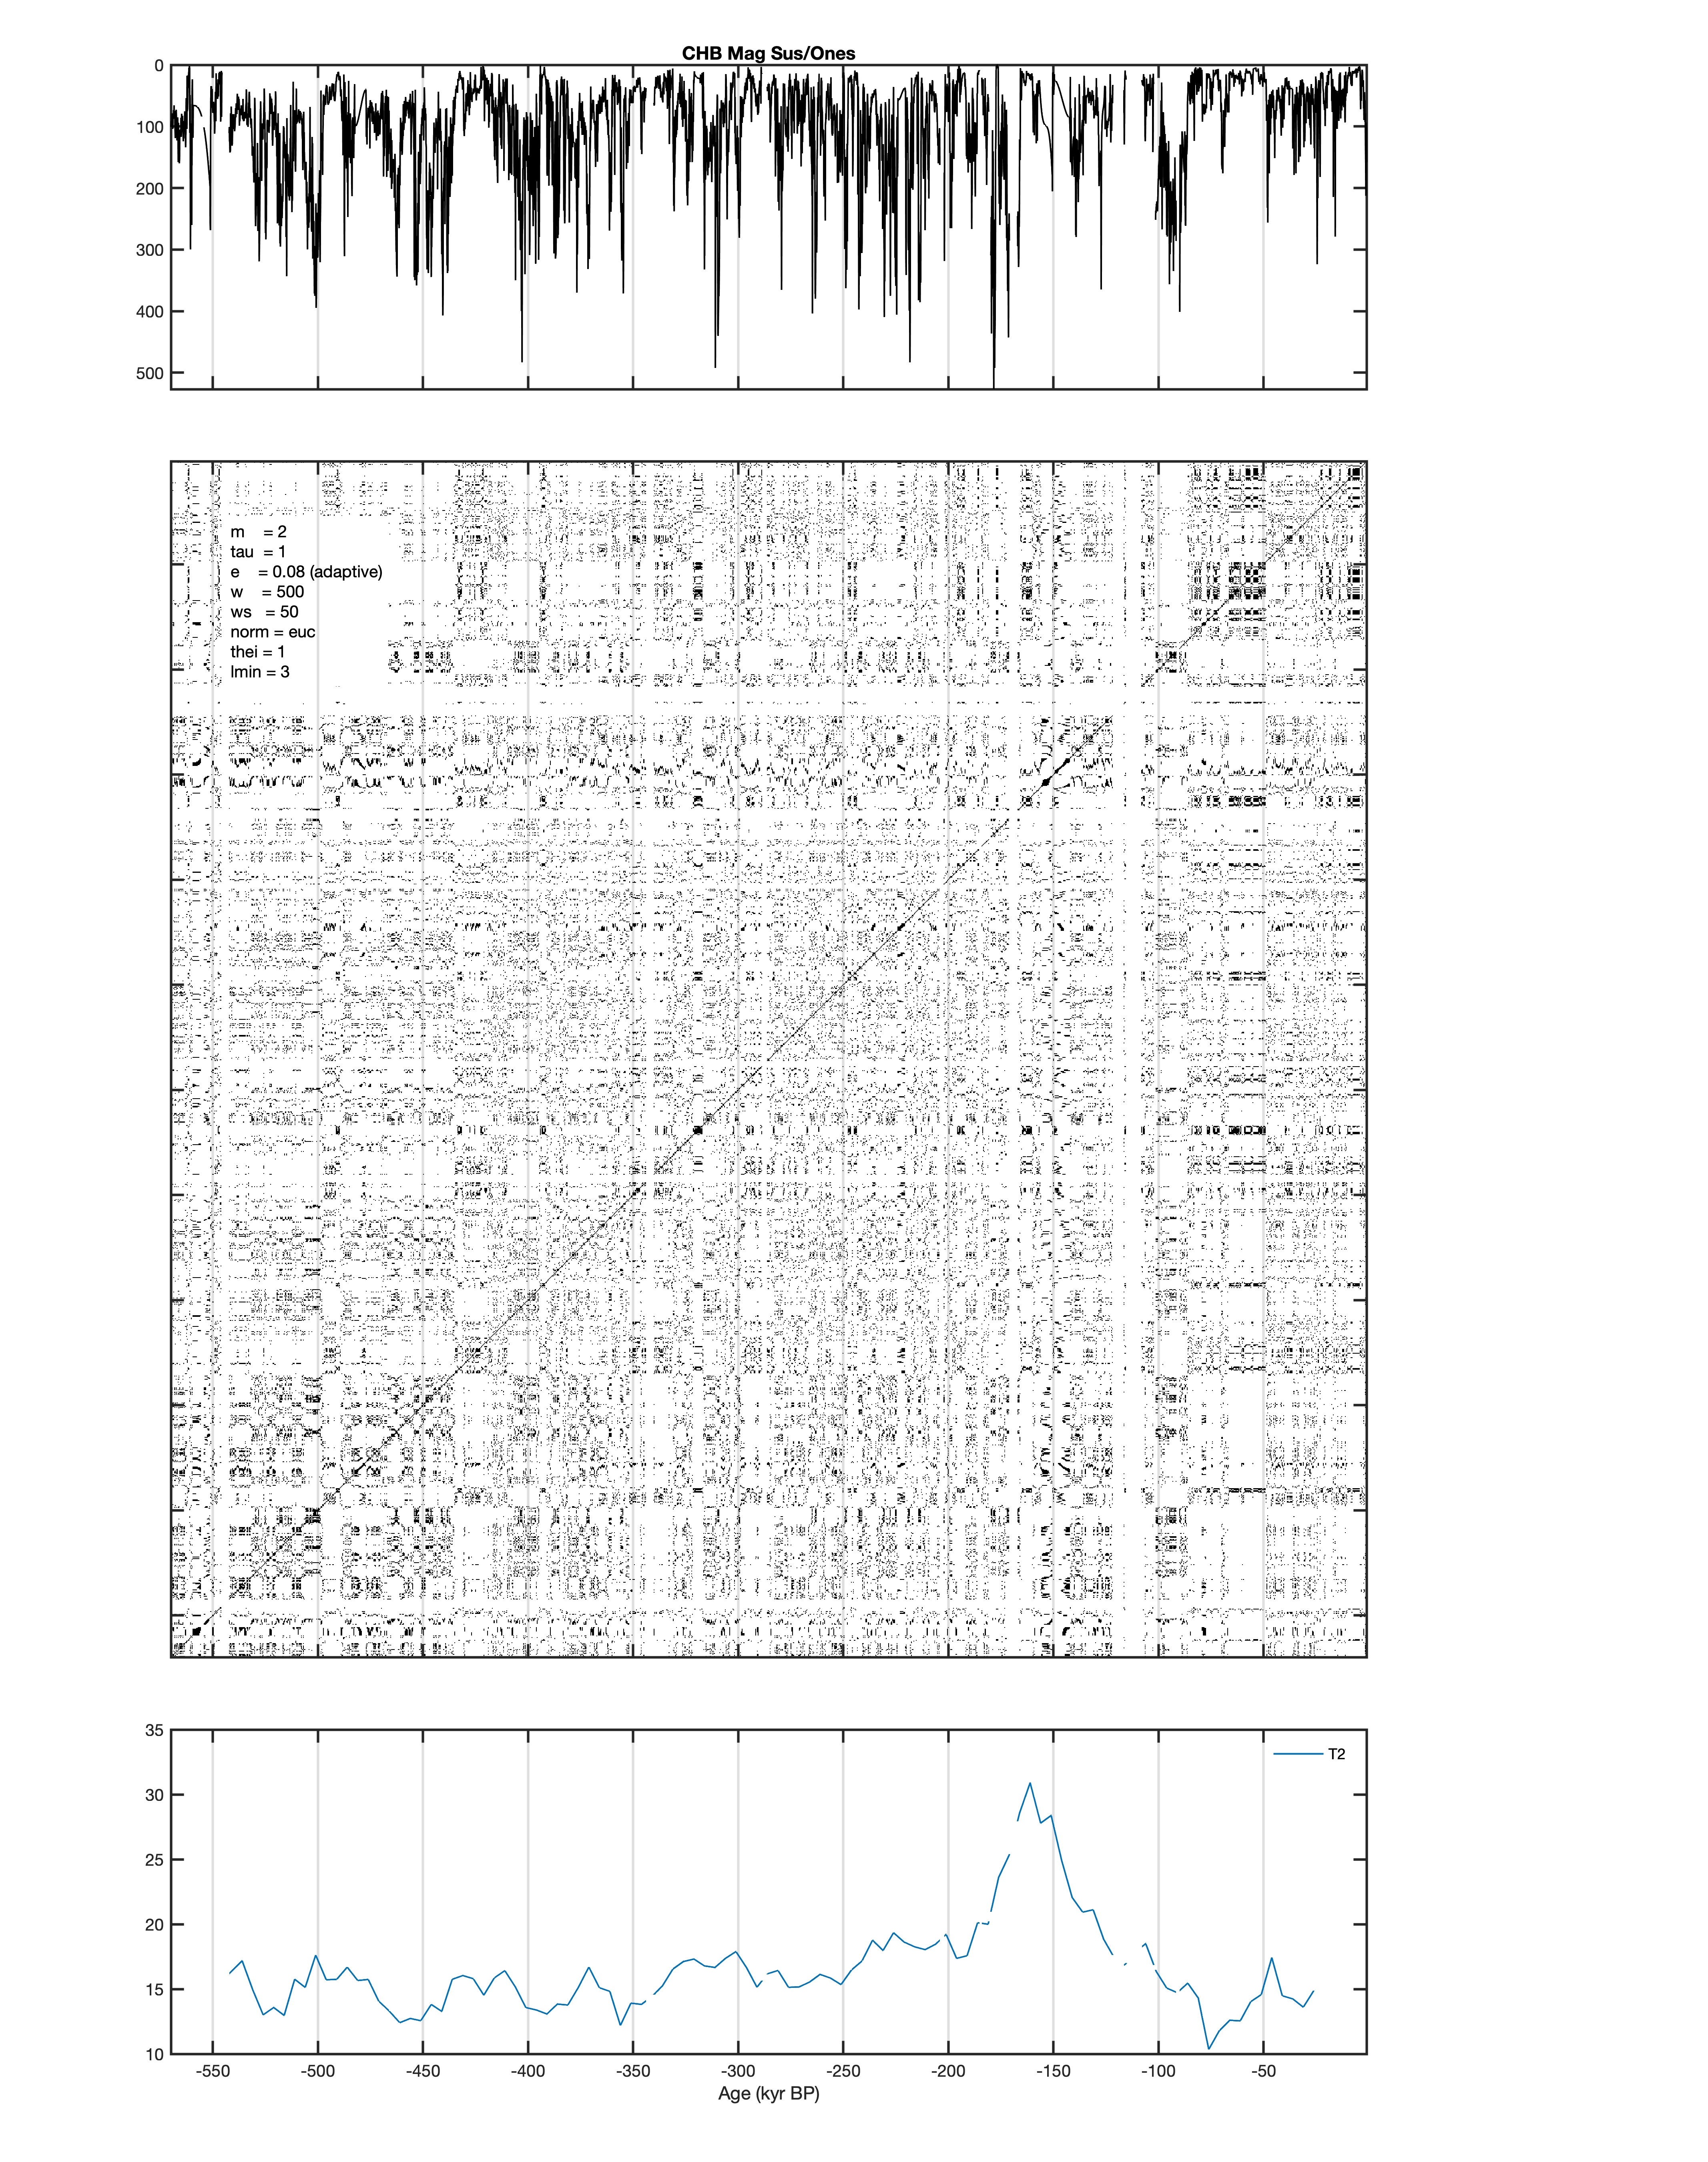 CHB Mag Sus/Ones
0
100
200
300
400
500
m = 2
tau = 1
e = 0.08 (adaptive)
w = 500
ws = 50
norm = euc
thei = 1
lmin = 3
35
T2
30
25
20
15
10
-550 -500 -450 -400 -350 -300 -250 -200 -150 -100 -50
Age (kyr BP)